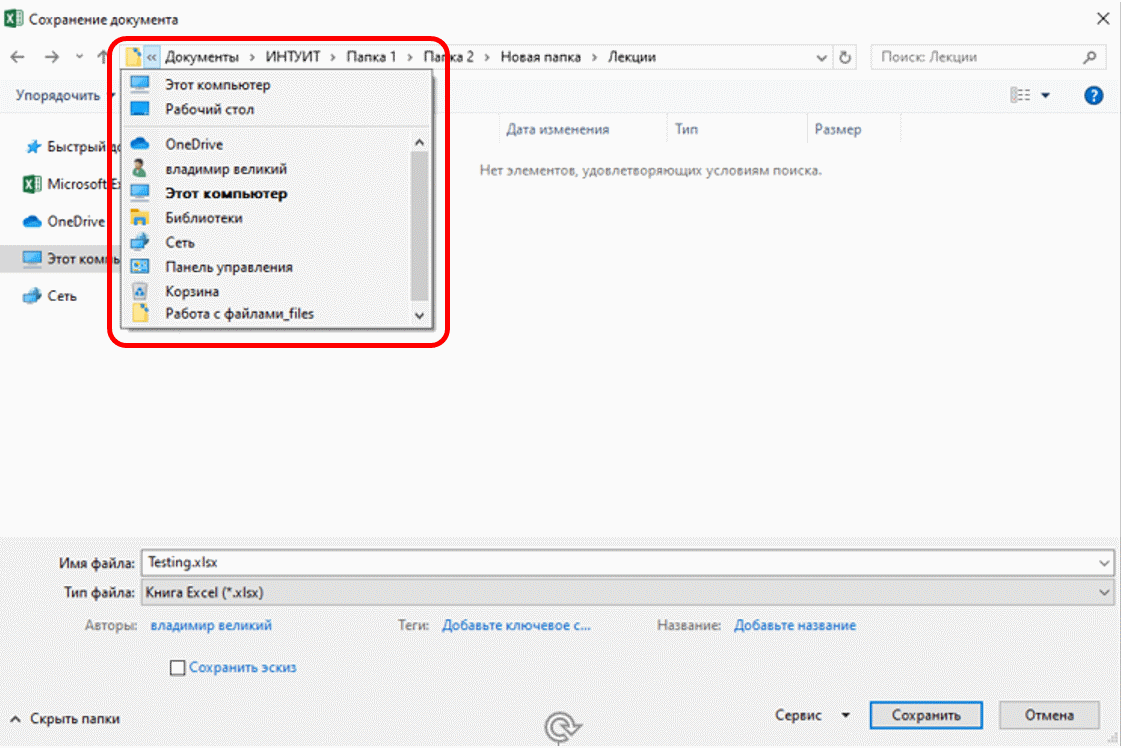 Сохранение документа
« Документы > ИНТУИТ > Папка 1 > Папка 2 > Новая папка > Лекции
Поиск: Лекции
Упорядочить
Этот компьютер
Рабочий стол
OneDrive
владимир великий
Этот компьютер
Библиотеки
Сеть
Панель управления
Корзина
Работа с файлами_files
Быстрый до
Microsoft Ex
OneDrive
Этот компь
Сеть
Дата изменения Тип Размер
Нет элементов, удовлетворяющих условиям поиска.
Имя файла: Testing.xlsx
Тип файла: Книга Excel (*.xlsx)
Авторы: владимир великий Теги: Добавьте ключевое с... Название: Добавьте название
Сохранить эскиз
Скрыть папки Сервис Сохранить Отмена